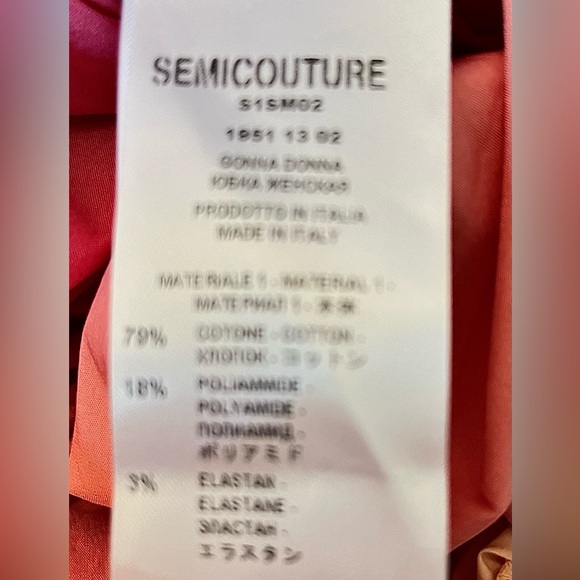 SEMICOUTURE
S1SM02
1951 13 02
GONNA DONNA
ЮБКА ЖЕНСКАЯ
PRODOTTO IN ITALIA
MADE IN ITALY
MATERIALE 1 - MATERIAL 1 -
МАТЕРИАЛ 1 -
79% COTONE - COTTON -
ХЛОПОК - コットン
18% POLIAMMIDE -
POLYAMIDE -
ПОЛИАМИД -
ポリアミド
3% ELASTAN -
ELASTANE -
ЭЛАСТАН -
エラスタン